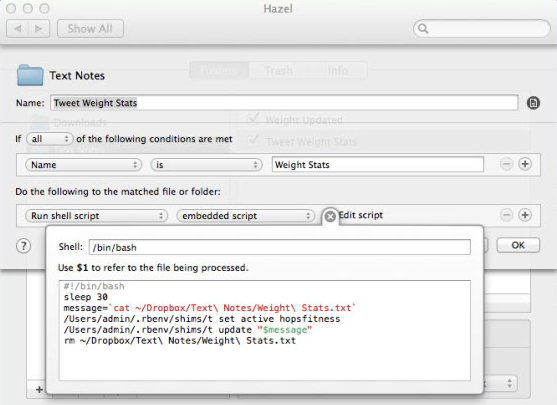 Hazel
Show All
Folders Trash Info
Text Notes
Name: Tweet Weight Stats
Downloads
Weight Updated
Tweet Weight Stats
If all of the following conditions are met
Name is Weight Stats
Do the following to the matched file or folder:
Run shell script embedded script Edit script
? OK
Shell: /bin/bash
Use $1 to refer to the file being processed.
#!/bin/bash
sleep 30
message=`cat ~/Dropbox/Text\ Notes/Weight\ Stats.txt`
/Users/admin/.rbenv/shims/t set active hopsfitness
/Users/admin/.rbenv/shims/t update "$message"
rm ~/Dropbox/Text\ Notes/Weight\ Stats.txt